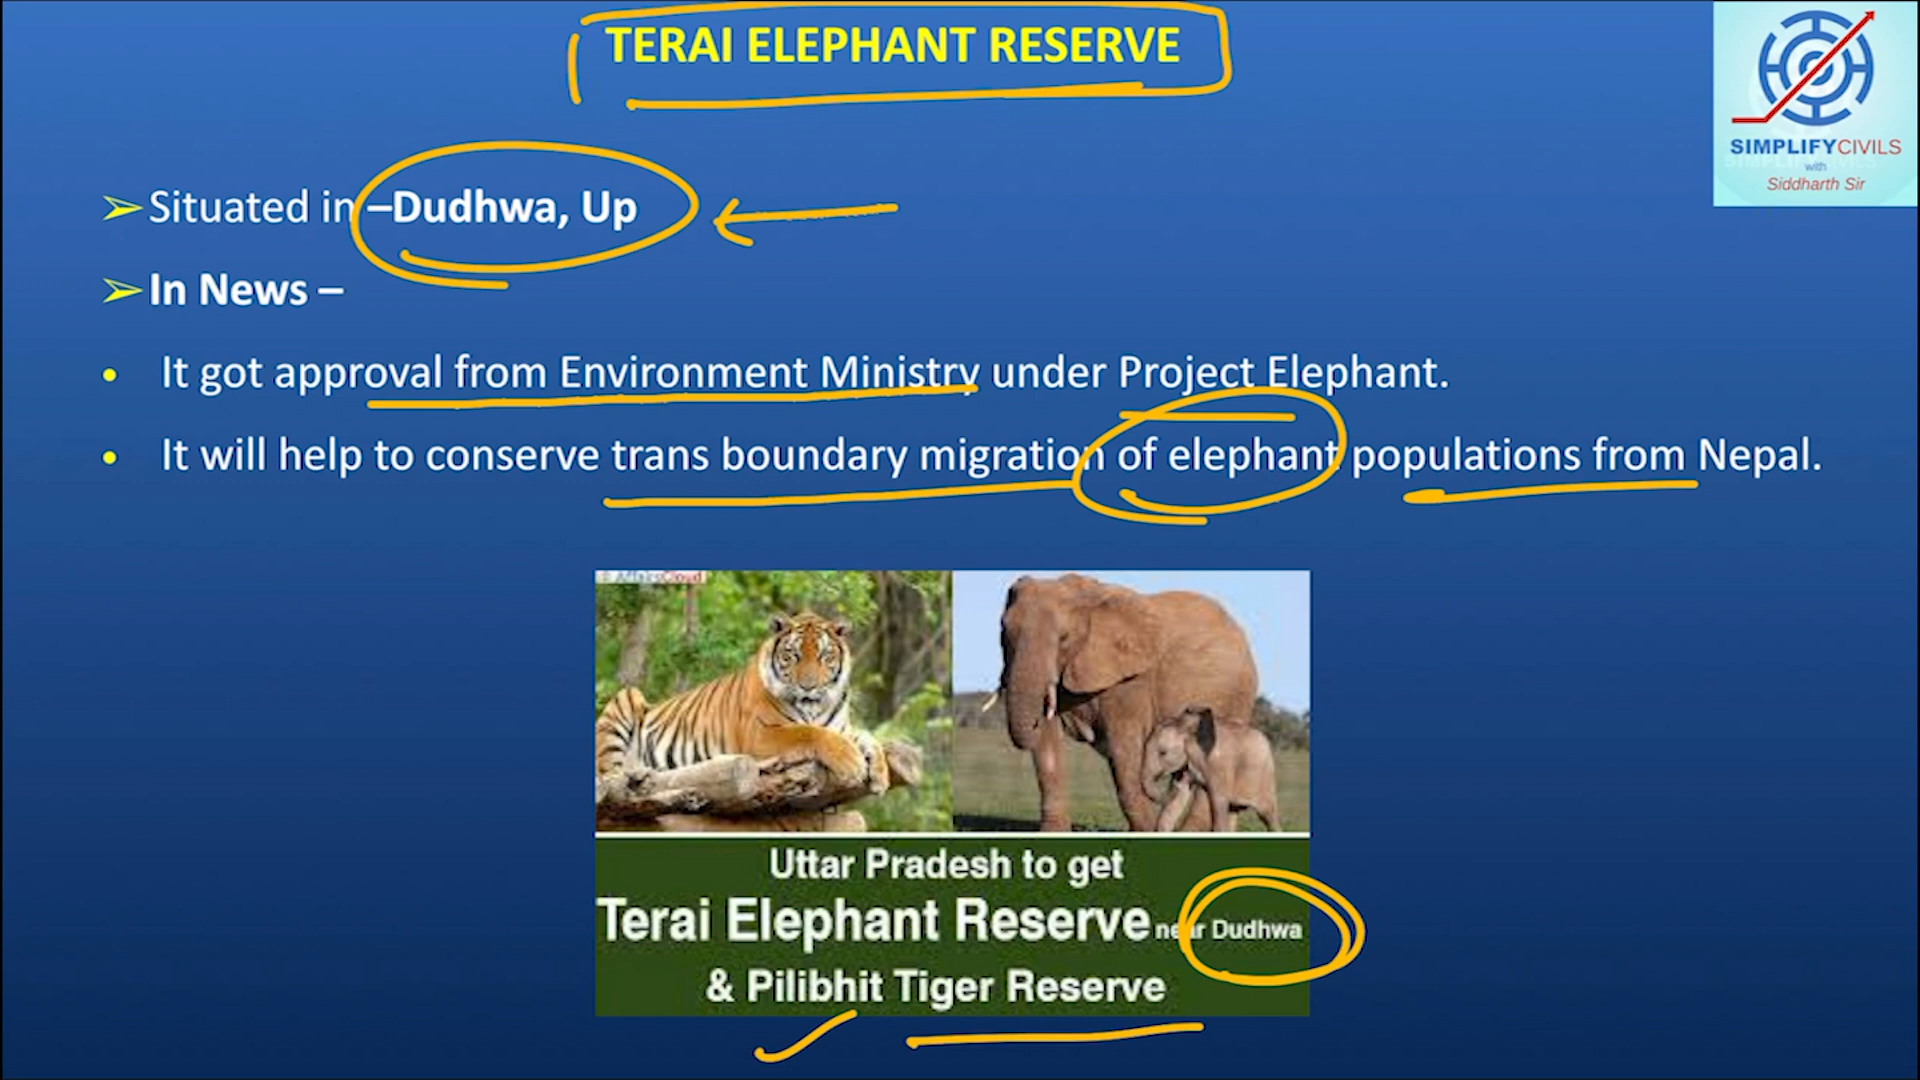 TERAI ELEPHANT RESERVE
SIMPLIFYCIVILS
with
Siddharth Sir
➢Situated in –Dudhwa, Up
➢In News –
• It got approval from Environment Ministry under Project Elephant.
• It will help to conserve trans boundary migration of elephant populations from Nepal.
AffairsCloud
Uttar Pradesh to get
Terai Elephant Reserve near Dudhwa
& Pilibhit Tiger Reserve